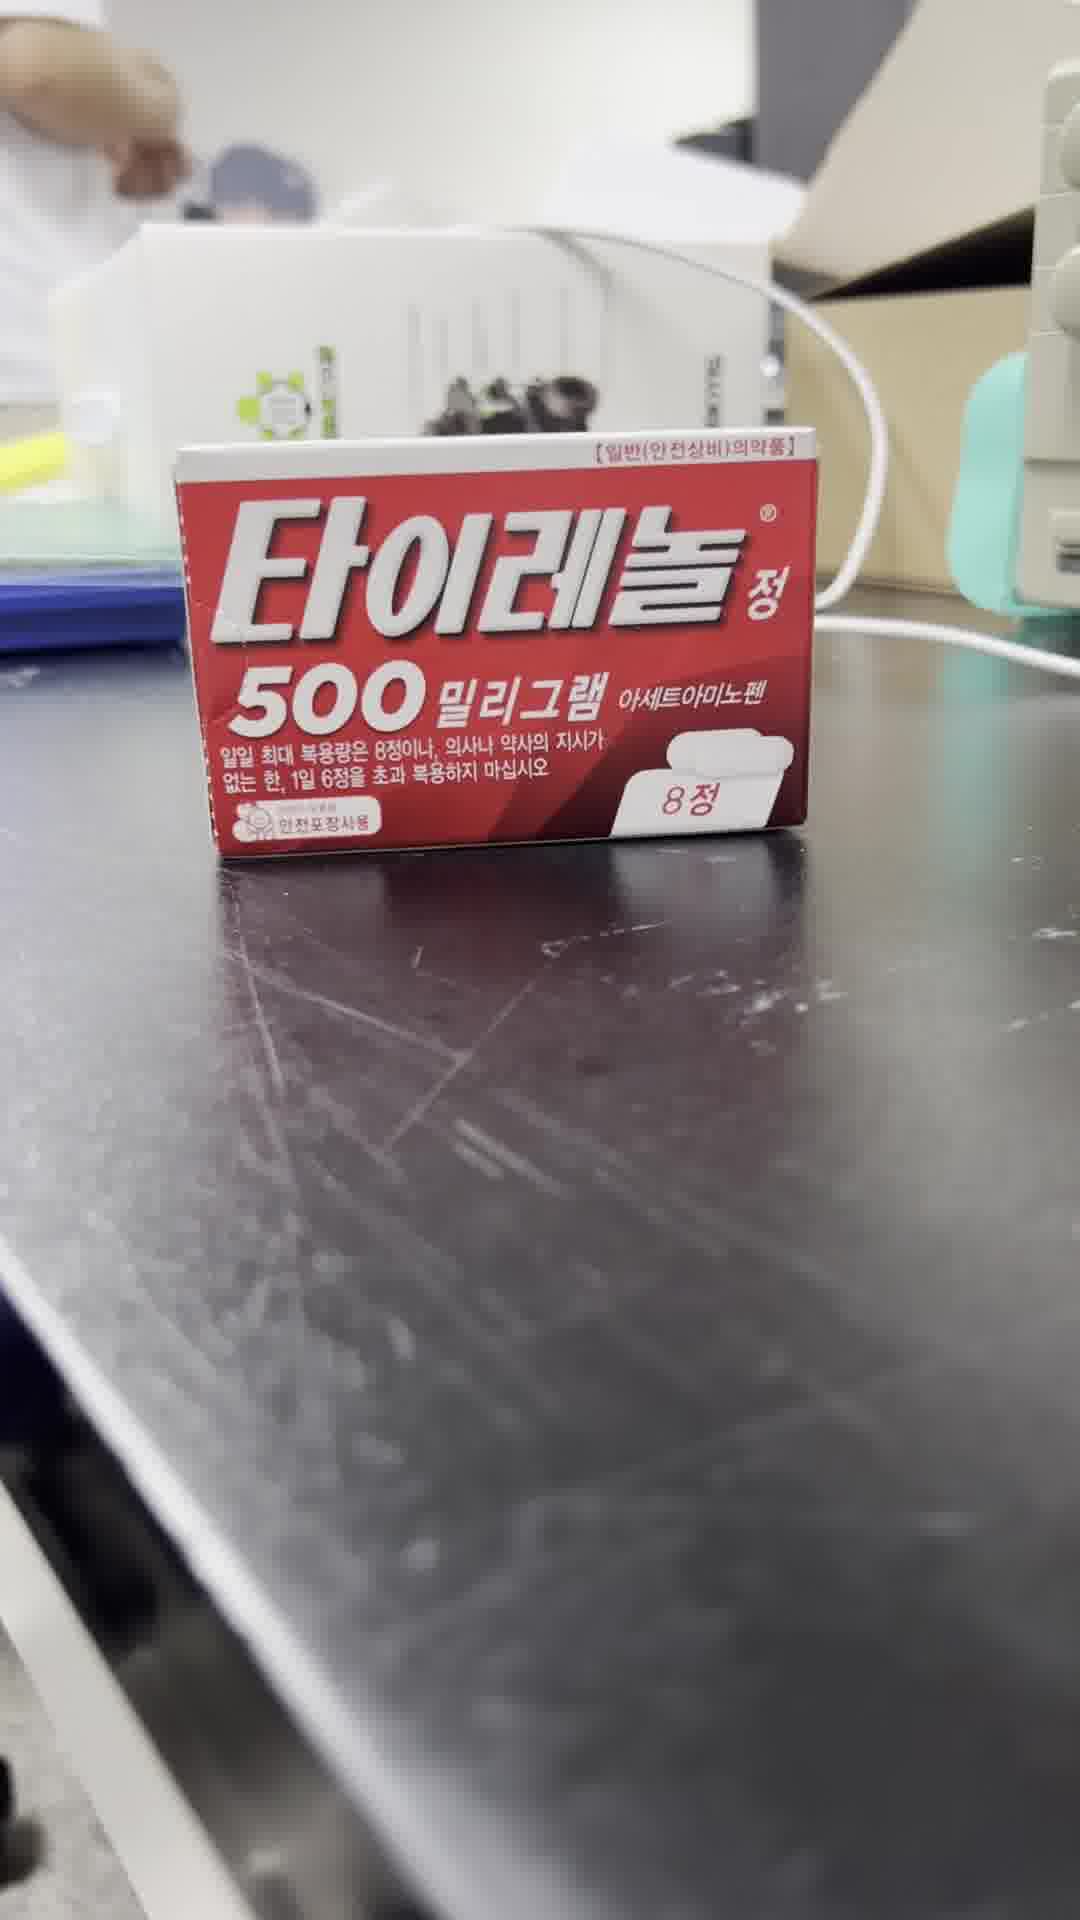 【일반(안전상비)의약품】
타이레놀® 정
500 밀리그램 아세트아미노펜
일일 최대 복용량은 8정이나, 의사나 약사의 지시가
없는 한, 1일 6정을 초과 복용하지 마십시오
안전포장사용
8정